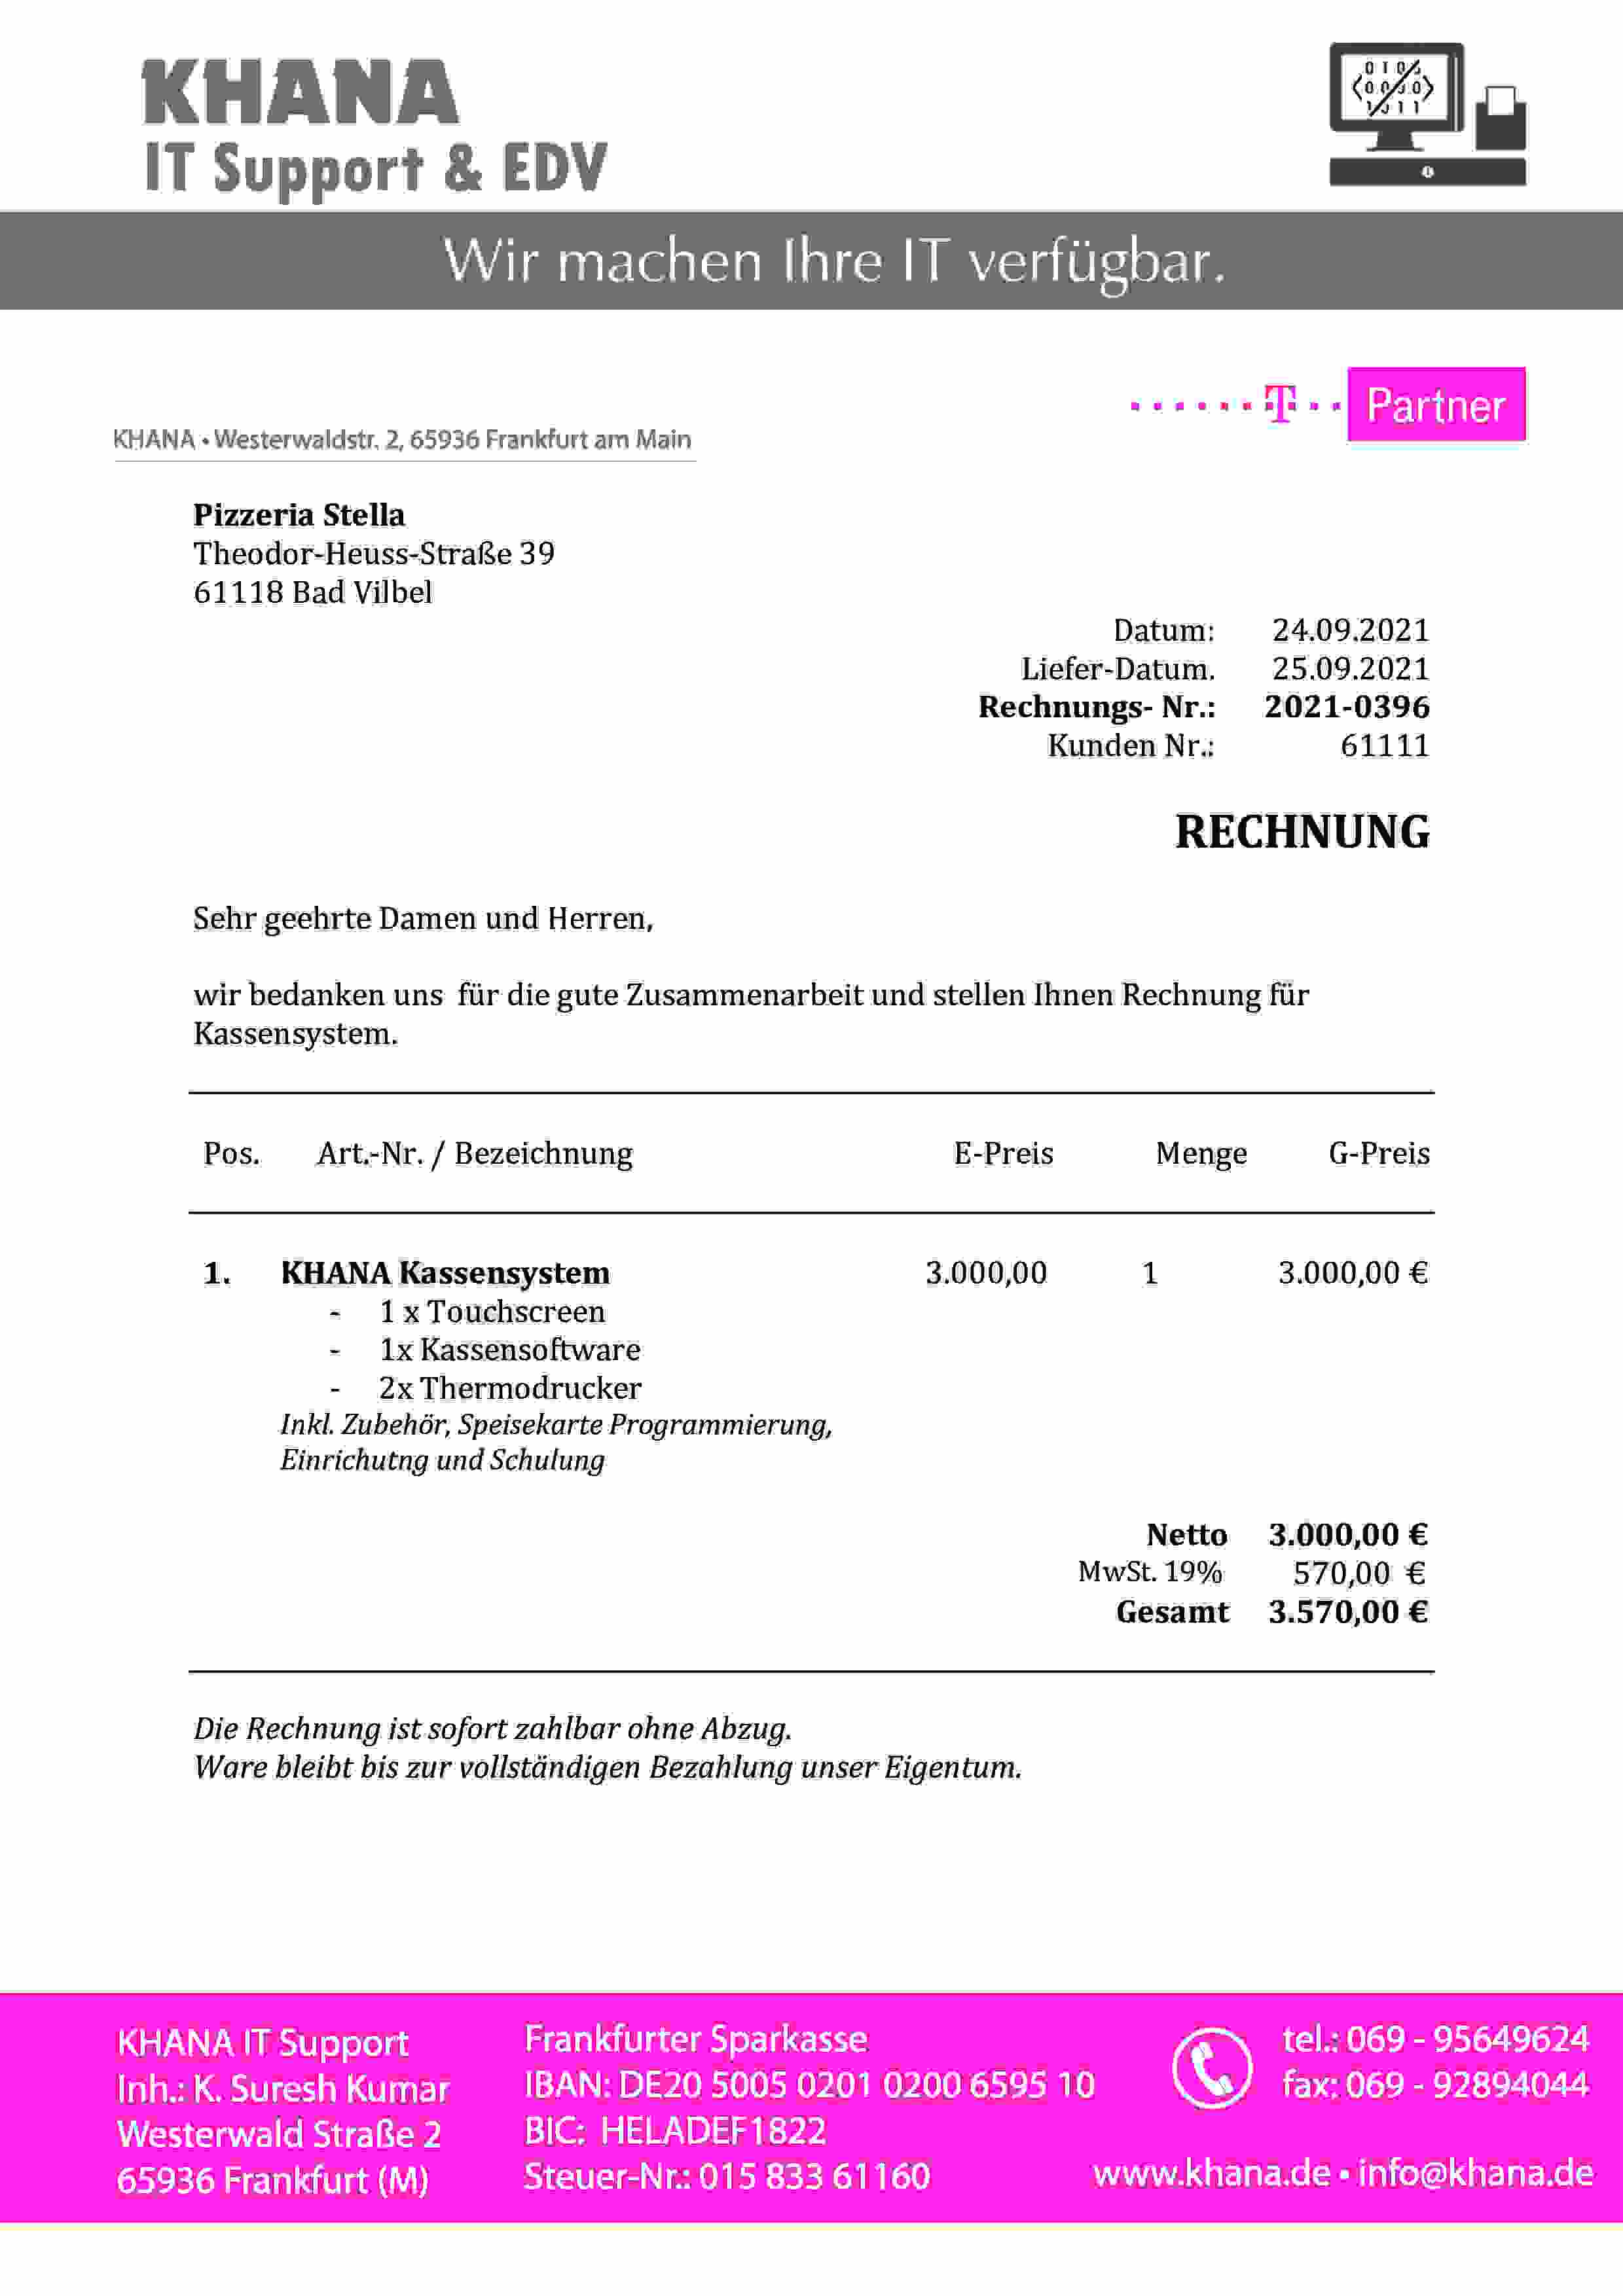 KHANA
IT Support & EDV
Wir machen Ihre IT verfügbar.
T Partner
KHANA • Westerwaldstr. 2, 65936 Frankfurt am Main
Pizzeria Stella
Theodor-Heuss-Straße 39
61118 Bad Vilbel
Datum: 24.09.2021
Liefer-Datum. 25.09.2021
Rechnungs- Nr.: 2021-0396
Kunden Nr.: 61111
RECHNUNG
Sehr geehrte Damen und Herren,
wir bedanken uns für die gute Zusammenarbeit und stellen Ihnen Rechnung für
Kassensystem.
Pos. Art.-Nr. / Bezeichnung E-Preis Menge G-Preis
1. KHANA Kassensystem 3.000,00 1 3.000,00 €
- 1 x Touchscreen
- 1x Kassensoftware
- 2x Thermodrucker
Inkl. Zubehör, Speisekarte Programmierung,
Einrichutng und Schulung
Netto 3.000,00 €
MwSt. 19% 570,00 €
Gesamt 3.570,00 €
Die Rechnung ist sofort zahlbar ohne Abzug.
Ware bleibt bis zur vollständigen Bezahlung unser Eigentum.
KHANA IT Support
Inh.: K. Suresh Kumar
Westerwald Straße 2
65936 Frankfurt (M)
Frankfurter Sparkasse
IBAN: DE20 5005 0201 0200 6595 10
BIC: HELADEF1822
Steuer-Nr.: 015 833 61160
tel.: 069 - 95649624
fax: 069 - 92894044
www.khana.de • info@khana.de